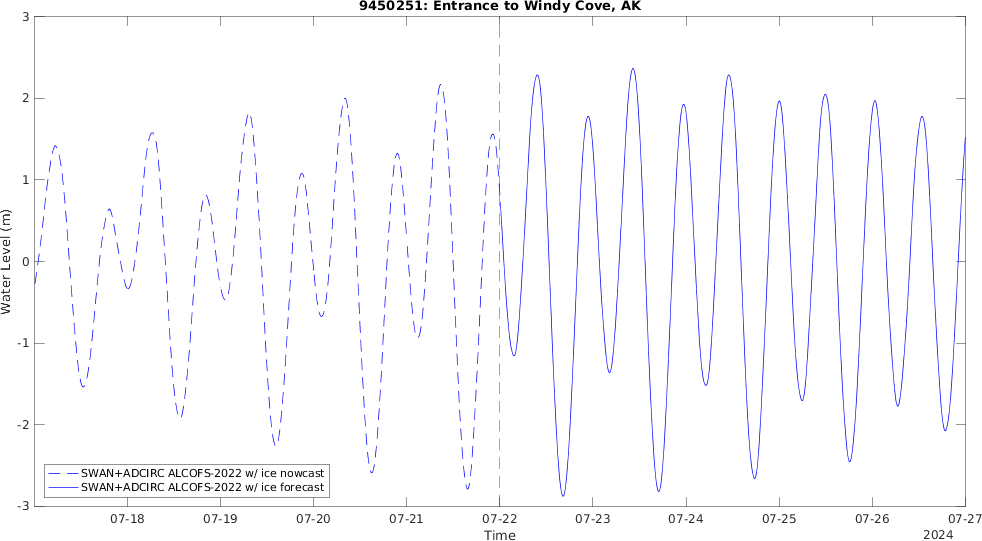 9450251: Entrance to Windy Cove, AK
3
2
1
0
-1
-2
-3
Water Level (m)
SWAN+ADCIRC ALCOFS-2022 w/ ice nowcast
SWAN+ADCIRC ALCOFS-2022 w/ ice forecast
07-18 07-19 07-20 07-21 07-22 07-23 07-24 07-25 07-26 07-27
Time
2024